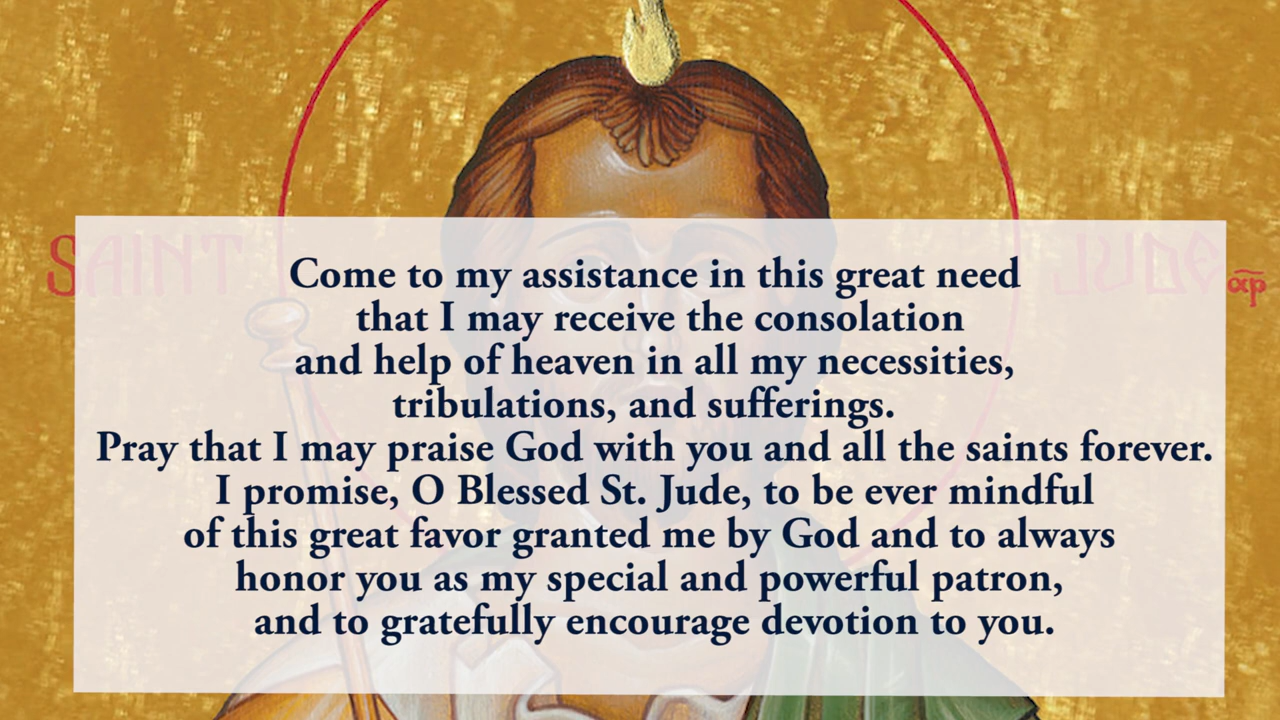 SAINT JUDE
Come to my assistance in this great need
that I may receive the consolation
and help of heaven in all my necessities,
tribulations, and sufferings.
Pray that I may praise God with you and all the saints forever.
I promise, O Blessed St. Jude, to be ever mindful
of this great favor granted me by God and to always
honor you as my special and powerful patron,
and to gratefully encourage devotion to you.